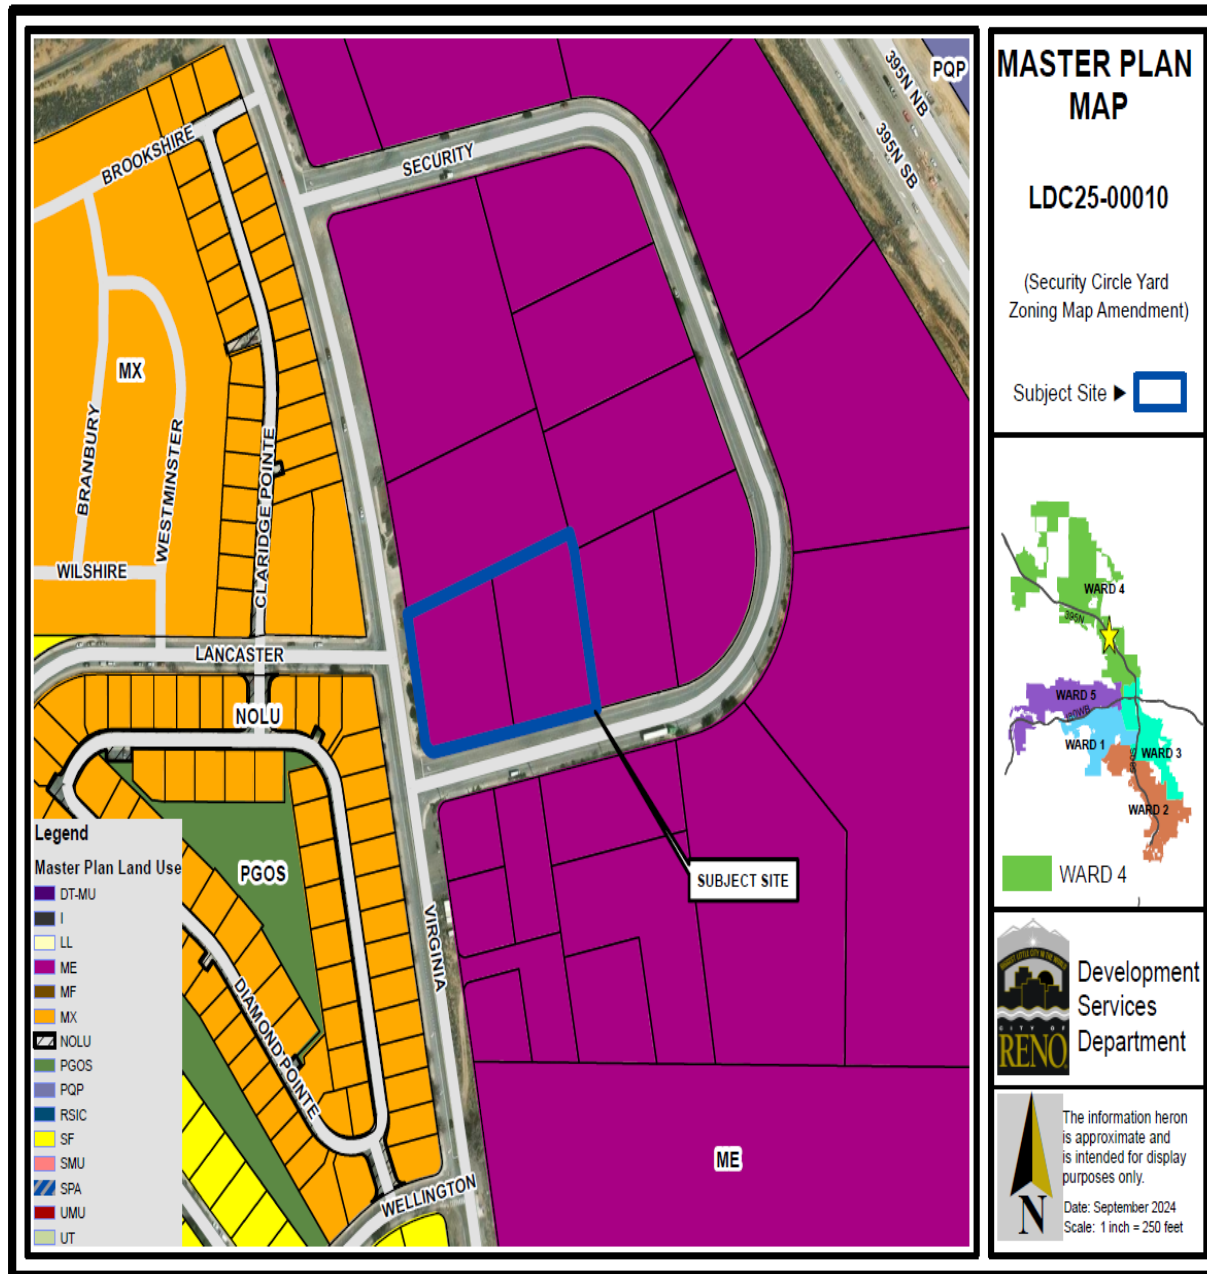 395N NB
PQP
395N SB
BROOKSHIRE
SECURITY
MX
BRANBURY
WESTMINSTER
CLARIDGE POINTE
WILSHIRE
LANCASTER
NOLU
SUBJECT SITE
PGOS
VIRGINIA
DIAMOND POINTE
WELLINGTON
ME
Legend
Master Plan Land Use
DT-MU
I
LL
ME
MF
MX
NOLU
PGOS
PQP
RSIC
SF
SMU
SPA
UMU
UT
MASTER PLAN
MAP
LDC25-00010
(Security Circle Yard
Zoning Map Amendment)
Subject Site
WARD 4
395N
WARD 5
WARD 1
WARD 3
WARD 2
WARD 4
CITY OF
RENO
Development
Services
Department
N
The information heron
is approximate and
is intended for display
purposes only.
Date: September 2024
Scale: 1 inch = 250 feet